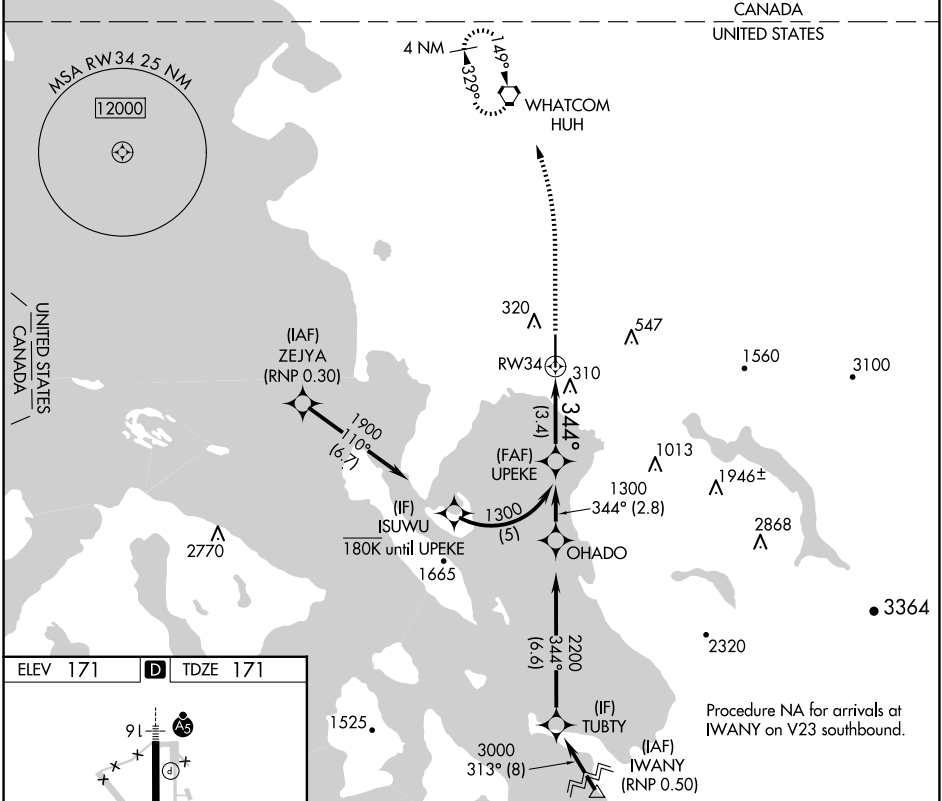 CANADA
UNITED STATES
MSA RW34 25 NM
12000
4 NM
149°
329°
WHATCOM
HUH
UNITED STATES
CANADA
320
547
1560
3100
(IAF)
ZEJYA
(RNP 0.30)
RW34
310
1900
110°
(6.7)
344°
(3.4)
(FAF)
UPEKE
1013
1946±
1300
344° (2.8)
(IF)
ISUWU
180K until UPEKE
1300
(5)
OHADO
2770
1665
2868
3364
2320
2200
344°
(6.6)
ELEV 171
D
TDZE 171
16
A5
P
1525
(IF)
TUBTY
3000
313° (8)
(IAF)
IWANY
(RNP 0.50)
Procedure NA for arrivals at
IWANY on V23 southbound.